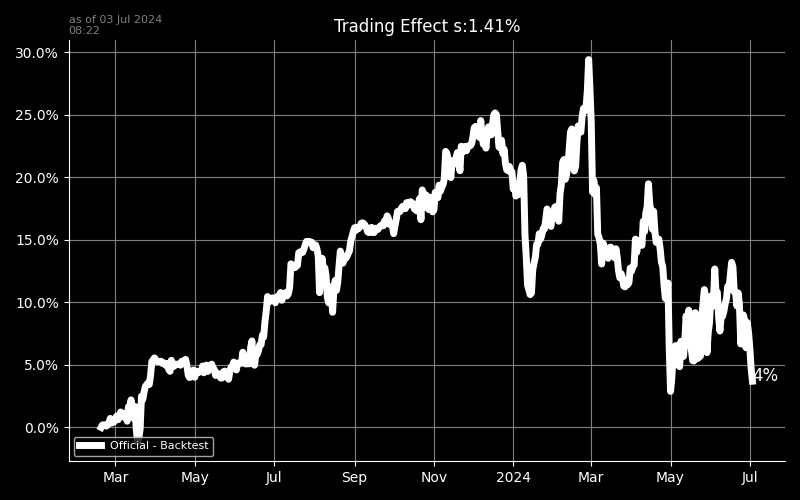 as of 03 Jul 2024
08:22
Trading Effect s:1.41%
30.0%
25.0%
20.0%
15.0%
10.0%
5.0%
0.0%
4%
Official - Backtest
Mar
May
Jul
Sep
Nov
2024
Mar
May
Jul